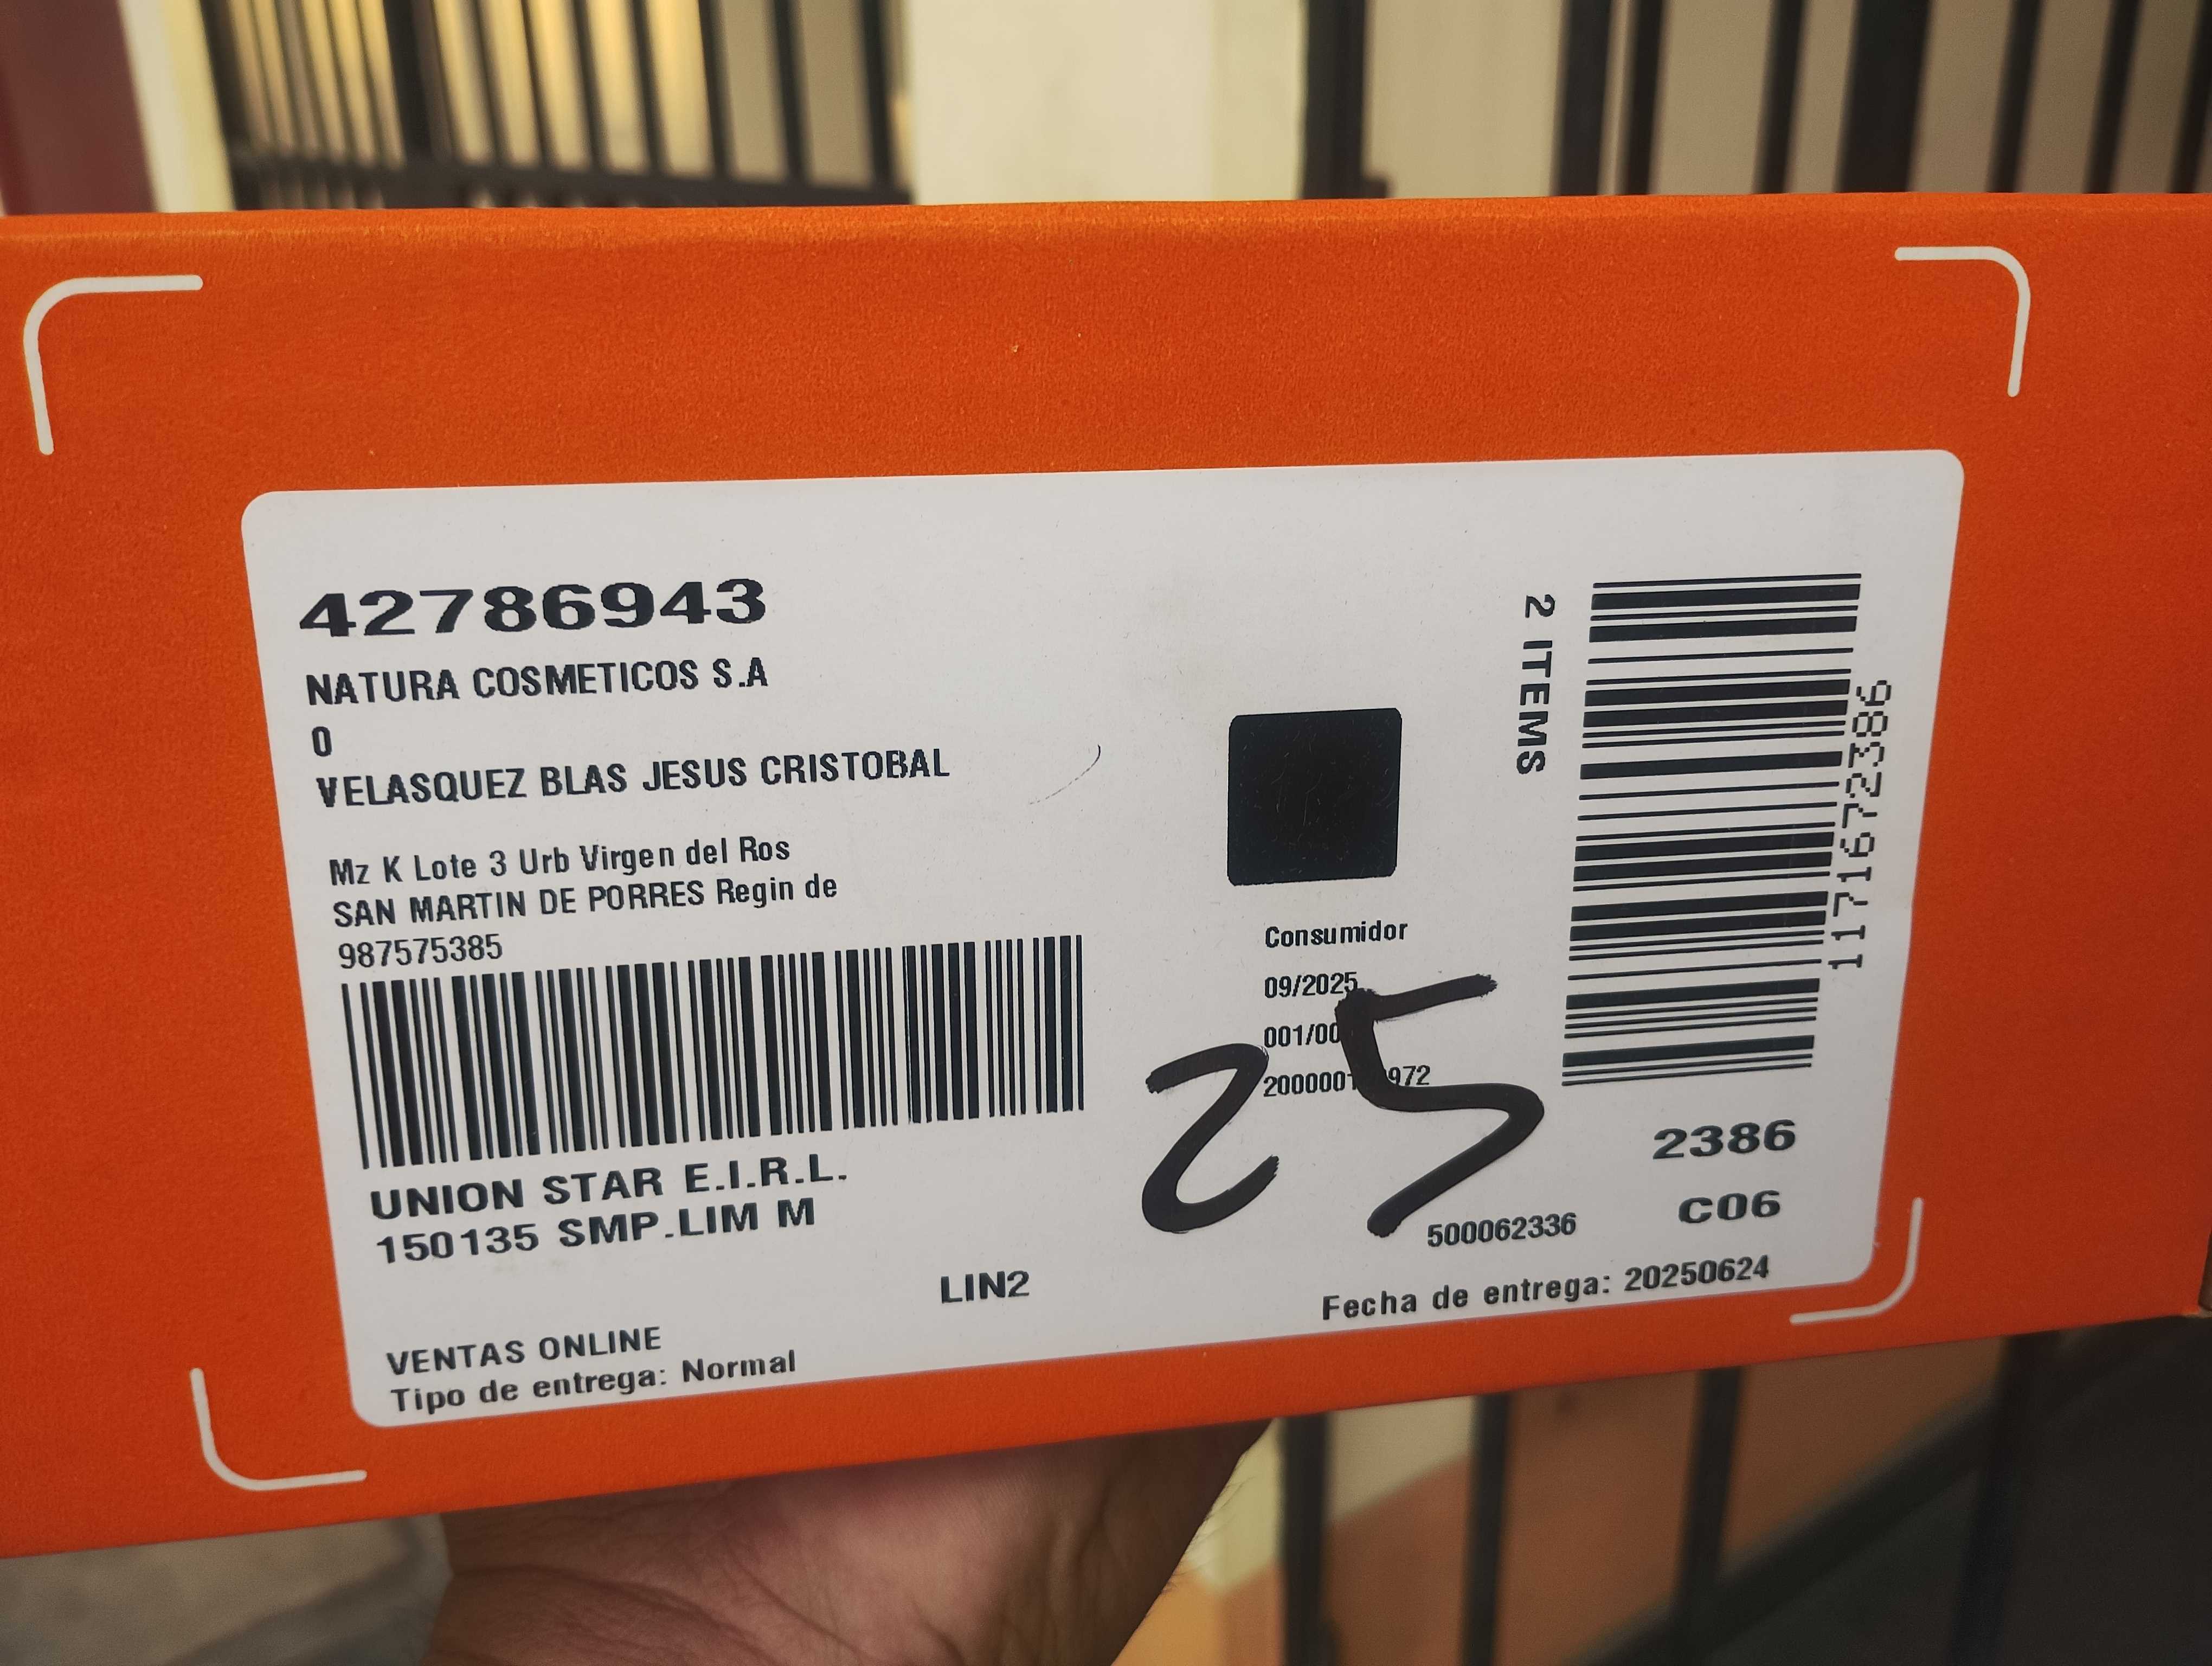 42786943
NATURA COSMETICOS S.A
0
VELASQUEZ BLAS JESUS CRISTOBAL
Mz K Lote 3 Urb Virgen del Ros
SAN MARTIN DE PORRES Regin de
987575385
UNION STAR E.I.R.L.
150135 SMP.LIM M
LIN2
VENTAS ONLINE
Tipo de entrega: Normal
Consumidor
09/2025
25
2 ITEMS
1171672386
2386
C06
500062336
Fecha de entrega: 20250624